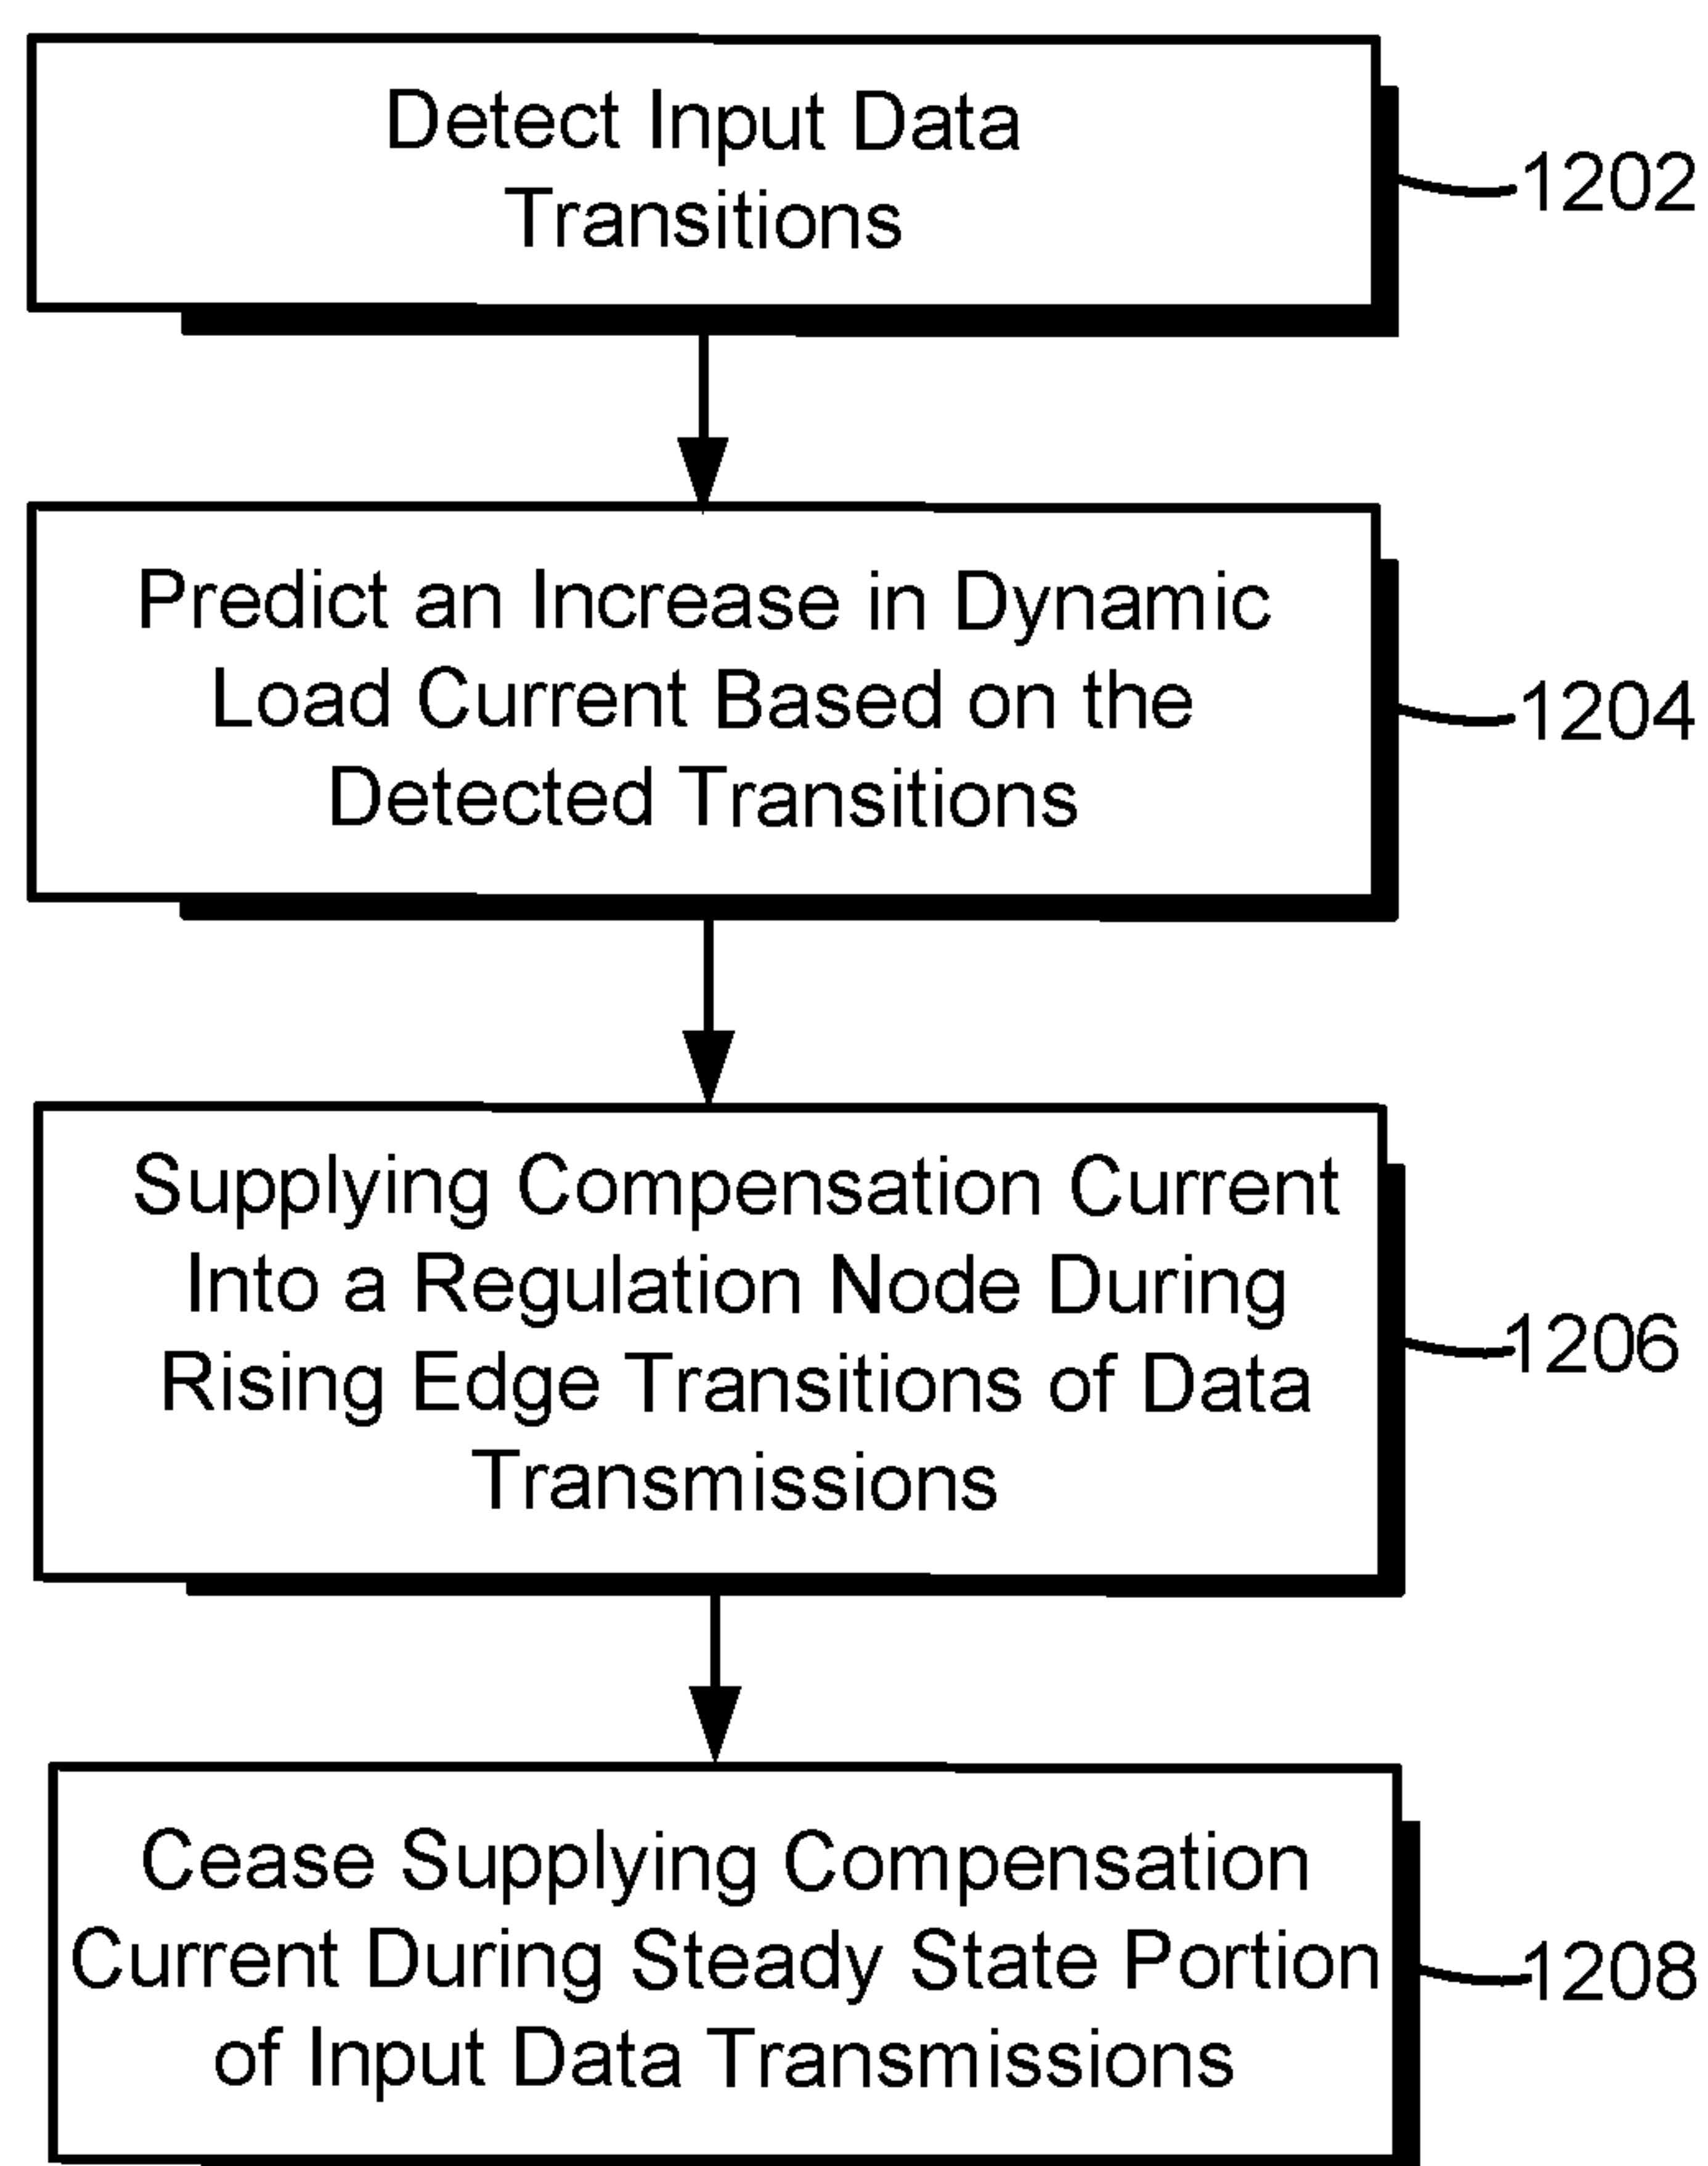 Detect Input Data
Transitions
1202
Predict an Increase in Dynamic
Load Current Based on the
Detected Transitions
1204
Supplying Compensation Current
Into a Regulation Node During
Rising Edge Transitions of Data
Transmissions
1206
Cease Supplying Compensation
Current During Steady State Portion
of Input Data Transmissions
1208